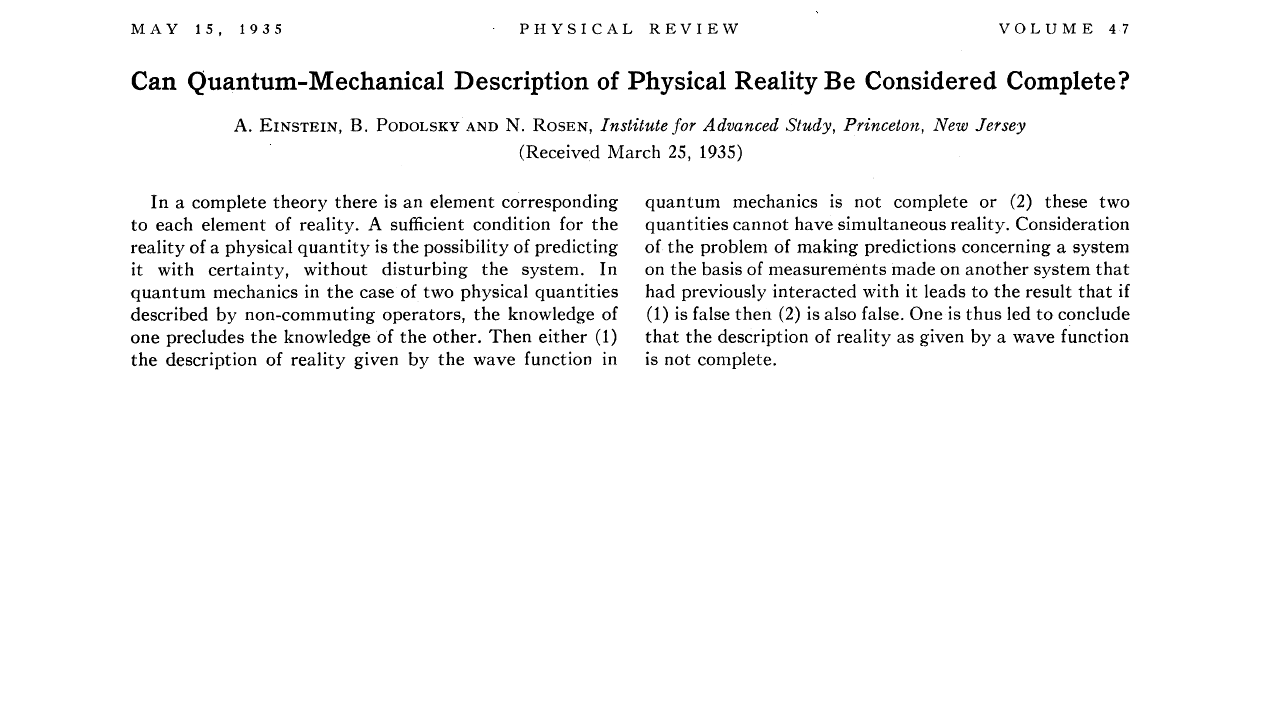 MAY 15, 1935 PHYSICAL REVIEW VOLUME 47
Can Quantum-Mechanical Description of Physical Reality Be Considered Complete?
A. EINSTEIN, B. PODOLSKY AND N. ROSEN, Institute for Advanced Study, Princeton, New Jersey
(Received March 25, 1935)
In a complete theory there is an element corresponding
to each element of reality. A sufficient condition for the
reality of a physical quantity is the possibility of predicting
it with certainty, without disturbing the system. In
quantum mechanics in the case of two physical quantities
described by non-commuting operators, the knowledge of
one precludes the knowledge of the other. Then either (1)
the description of reality given by the wave function in
quantum mechanics is not complete or (2) these two
quantities cannot have simultaneous reality. Consideration
of the problem of making predictions concerning a system
on the basis of measurements made on another system that
had previously interacted with it leads to the result that if
(1) is false then (2) is also false. One is thus led to conclude
that the description of reality as given by a wave function
is not complete.